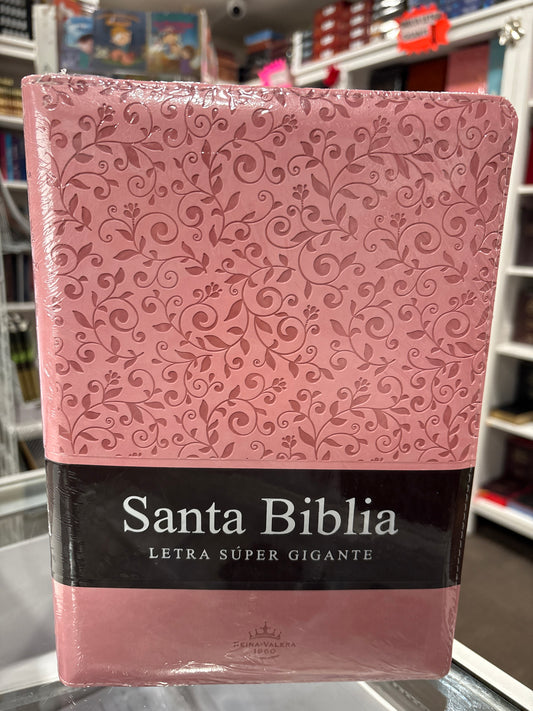 Santa Biblia
LETRA SÚPER GIGANTE
REINA-VALERA
1960